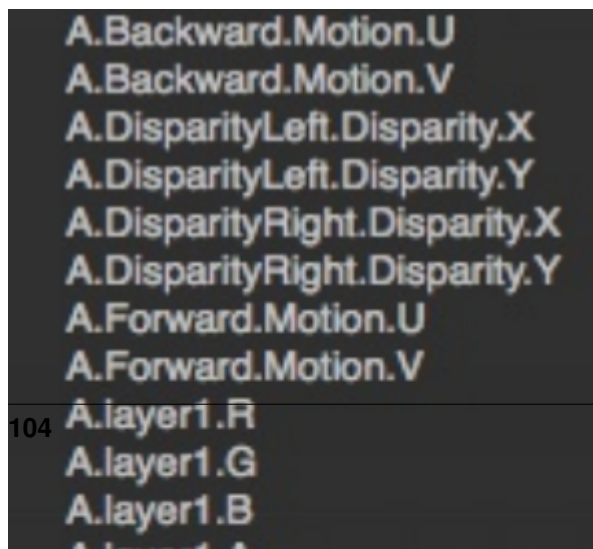 A.Backward.Motion.U
A.Backward.Motion.V
A.DisparityLeft.Disparity.X
A.DisparityLeft.Disparity.Y
A.DisparityRight.Disparity.X
A.DisparityRight.Disparity.Y
A.Forward.Motion.U
A.Forward.Motion.V
A.layer1.R
104
A.layer1.G
A.layer1.B